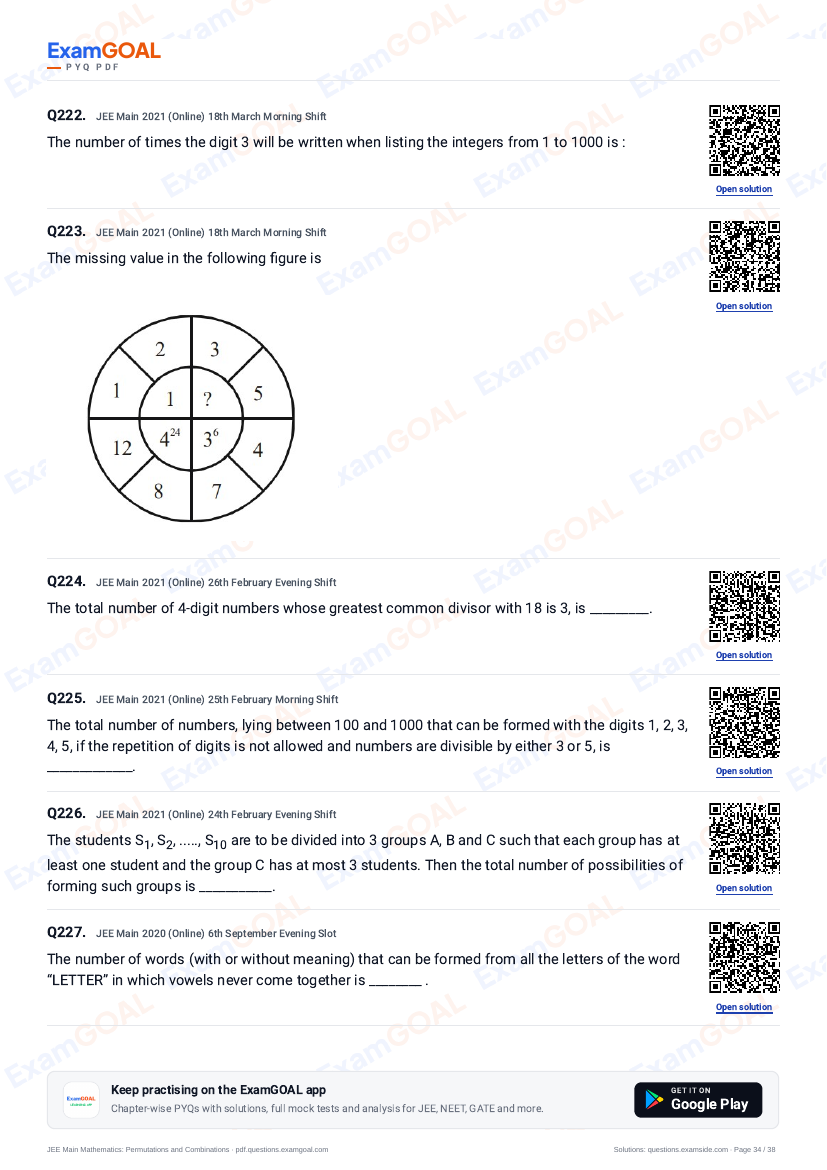 ExamGOAL
PYQ PDF
Q222. JEE Main 2021 (Online) 18th March Morning Shift
The number of times the digit 3 will be written when listing the integers from 1 to 1000 is :
Open solution
Q223. JEE Main 2021 (Online) 18th March Morning Shift
The missing value in the following figure is
Open solution
2 3
1 5
1 ?
4²⁴ 3⁶
12 4
8 7
Q224. JEE Main 2021 (Online) 26th February Evening Shift
The total number of 4-digit numbers whose greatest common divisor with 18 is 3, is _________.
Open solution
Q225. JEE Main 2021 (Online) 25th February Morning Shift
The total number of numbers, lying between 100 and 1000 that can be formed with the digits 1, 2, 3,
4, 5, if the repetition of digits is not allowed and numbers are divisible by either 3 or 5, is
_____________.
Open solution
Q226. JEE Main 2021 (Online) 24th February Evening Shift
The students S₁, S₂, ....., S₁₀ are to be divided into 3 groups A, B and C such that each group has at
least one student and the group C has at most 3 students. Then the total number of possibilities of
forming such groups is ___________.
Open solution
Q227. JEE Main 2020 (Online) 6th September Evening Slot
The number of words (with or without meaning) that can be formed from all the letters of the word
“LETTER” in which vowels never come together is ________ .
Open solution
Keep practising on the ExamGOAL app
Chapter-wise PYQs with solutions, full mock tests and analysis for JEE, NEET, GATE and more.
ExamGOAL
GET IT ON
Google Play
JEE Main Mathematics: Permutations and Combinations · pdf.questions.examgoal.com
Solutions: questions.examside.com · Page 34 / 38